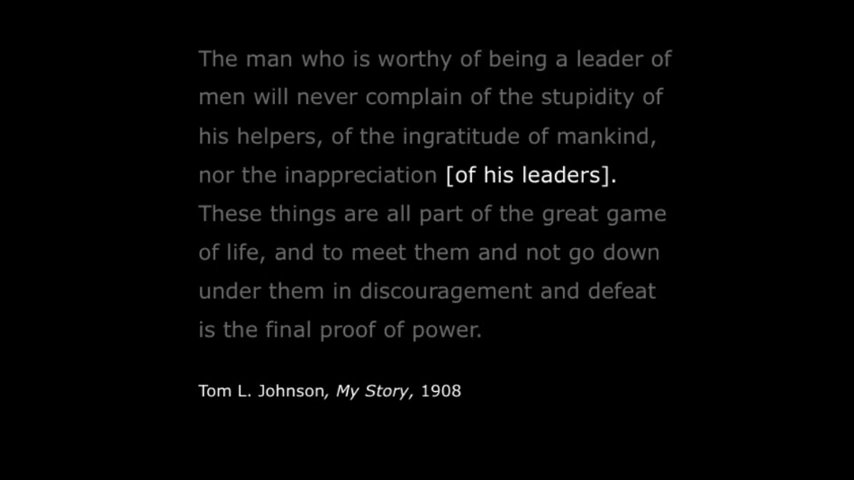 The man who is worthy of being a leader of
men will never complain of the stupidity of
his helpers, of the ingratitude of mankind,
nor the inappreciation [of his leaders].
These things are all part of the great game
of life, and to meet them and not go down
under them in discouragement and defeat
is the final proof of power.
Tom L. Johnson, My Story, 1908